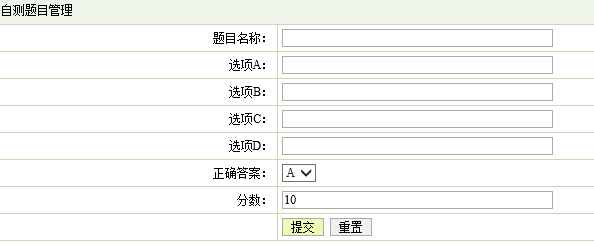 自测题目管理
题目名称：
选项A：
选项B：
选项C：
选项D：
正确答案： A
分数： 10
提交 重置